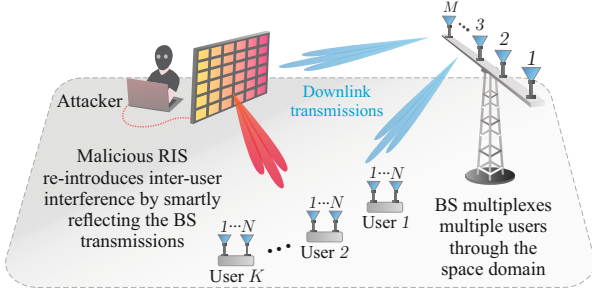 M ... 3 2 1
Attacker
Downlink
transmissions
Malicious RIS
re-introduces inter-user
interference by smartly
reflecting the BS
transmissions
1···N
User 1
1···N
User 2
1···N
User K
BS multiplexes
multiple users
through the
space domain